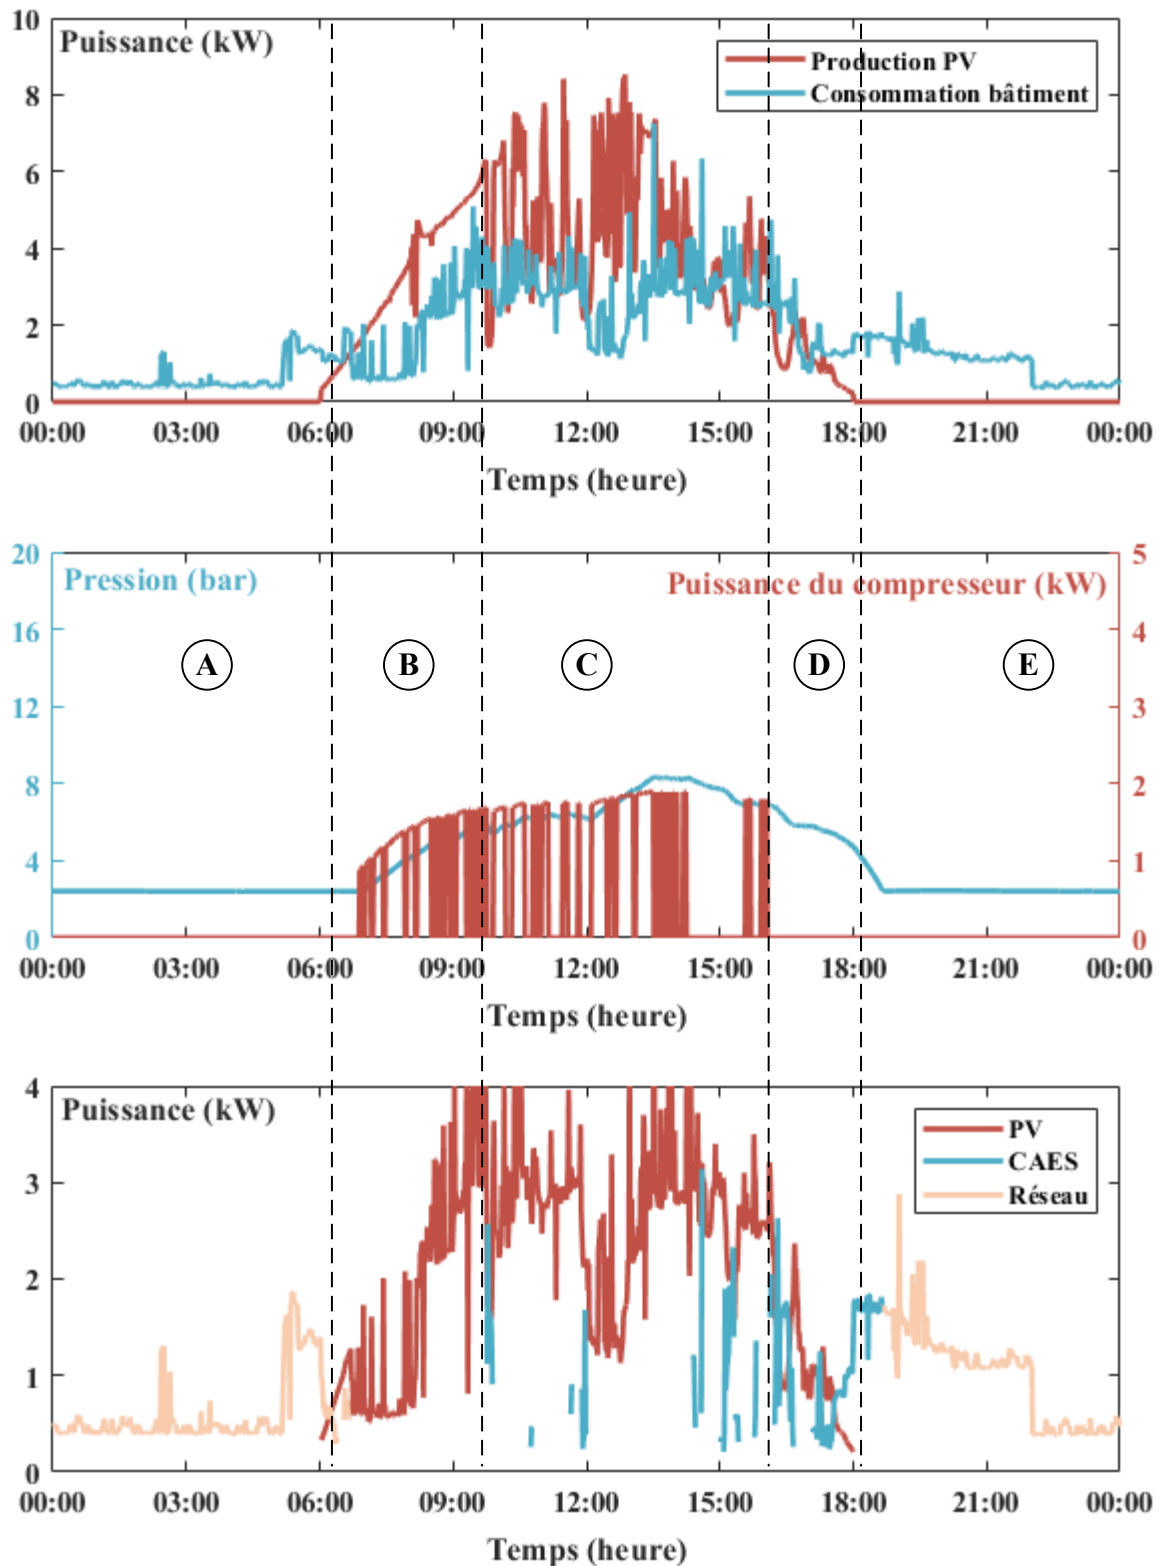 10
Puissance (kW)
Production PV
Consommation bâtiment
8
6
4
2
0
00:00 03:00 06:00 09:00 12:00 15:00 18:00 21:00 00:00
Temps (heure)
20 5
Pression (bar) Puissance du compresseur (kW)
16 4
A B C D E
12 3
8 2
4 1
0 0
00:00 03:00 06:00 09:00 12:00 15:00 18:00 21:00 00:00
Temps (heure)
4
Puissance (kW)
PV
CAES
Réseau
3
2
1
0
00:00 03:00 06:00 09:00 12:00 15:00 18:00 21:00 00:00
Temps (heure)